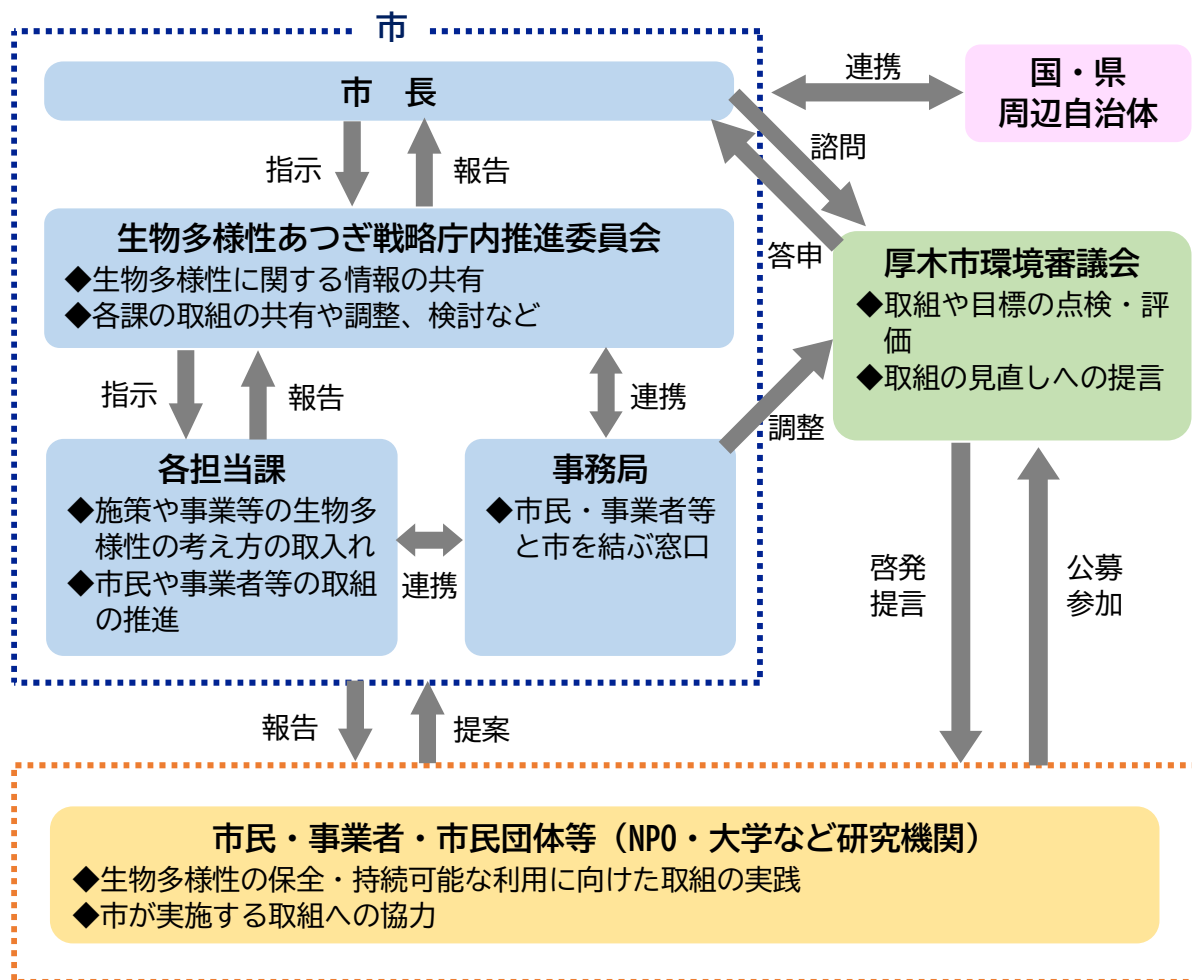 市
市　長
連携
国・県
周辺自治体
指示
報告
諮問
答申
生物多様性あつぎ戦略庁内推進委員会
◆生物多様性に関する情報の共有
◆各課の取組の共有や調整、検討など
厚木市環境審議会
◆取組や目標の点検・評
価
◆取組の見直しへの提言
指示
報告
連携
調整
各担当課
◆施策や事業等の生物多
様性の考え方の取入れ
◆市民や事業者等の取組
の推進
連携
事務局
◆市民・事業者等
と市を結ぶ窓口
啓発
提言
公募
参加
報告
提案
市民・事業者・市民団体等（NPO・大学など研究機関）
◆生物多様性の保全・持続可能な利用に向けた取組の実践
◆市が実施する取組への協力